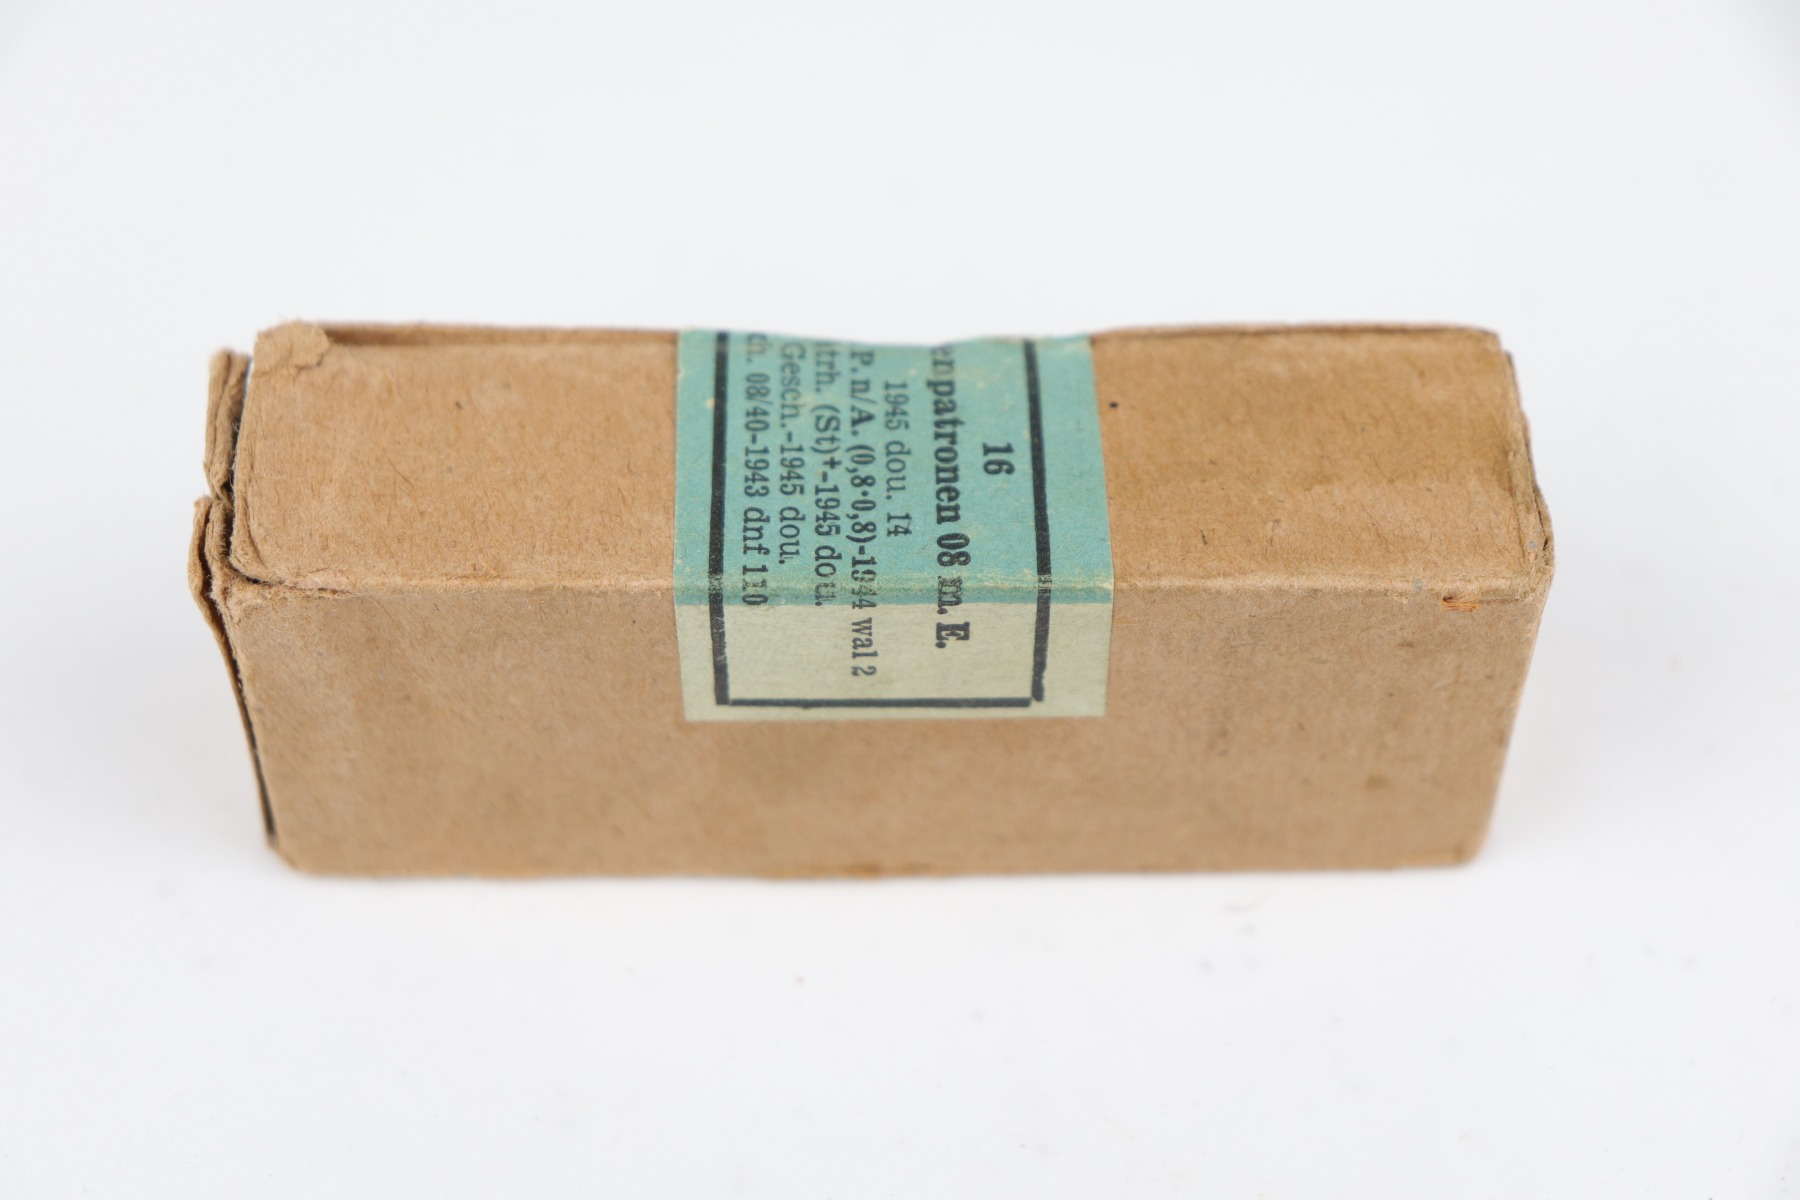 16
enpatronen 08 m. E.
1945 dou. 14
.P. n/A. (0,8·0,8)-1944 wal 2
trh. (St)+-1945 dou.
Gesch.-1945 dou.
ch. 08/40-1943 dnf 110